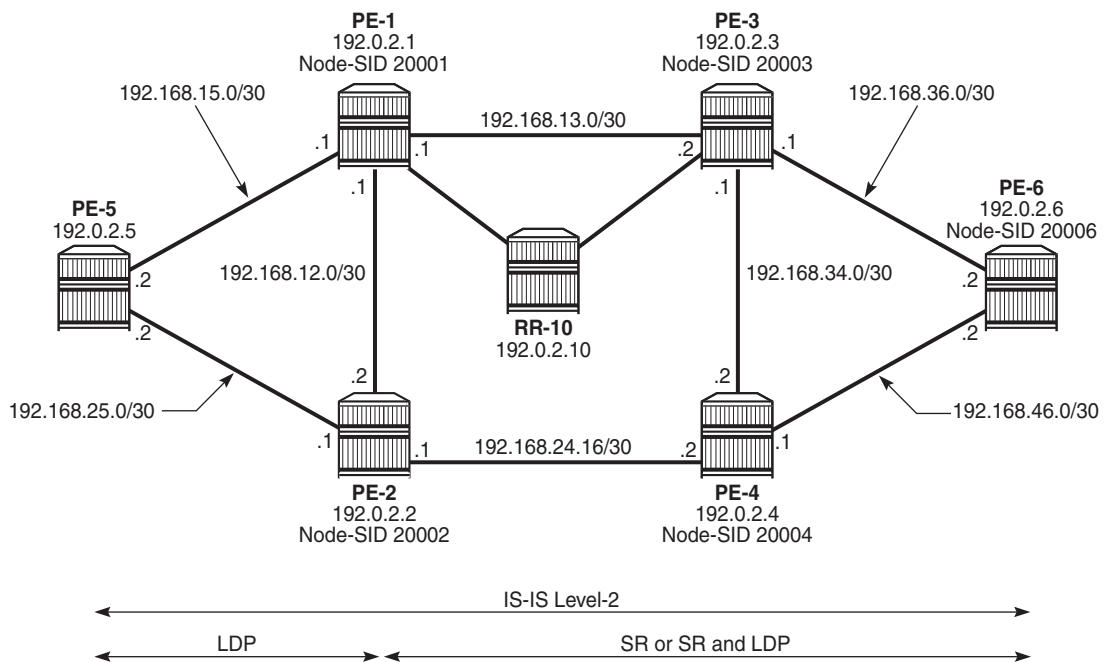 PE-1
192.0.2.1
Node-SID 20001
PE-3
192.0.2.3
Node-SID 20003
192.168.15.0/30
192.168.13.0/30
192.168.36.0/30
.1
.1
.2
.1
.1
.1
PE-5
192.0.2.5
PE-6
192.0.2.6
Node-SID 20006
.2
192.168.12.0/30
192.168.34.0/30
.2
RR-10
192.0.2.10
.2
.2
.2
.2
192.168.25.0/30
192.168.46.0/30
.1
.1
192.168.24.16/30
.2
.1
PE-2
192.0.2.2
Node-SID 20002
PE-4
192.0.2.4
Node-SID 20004
IS-IS Level-2
LDP
SR or SR and LDP